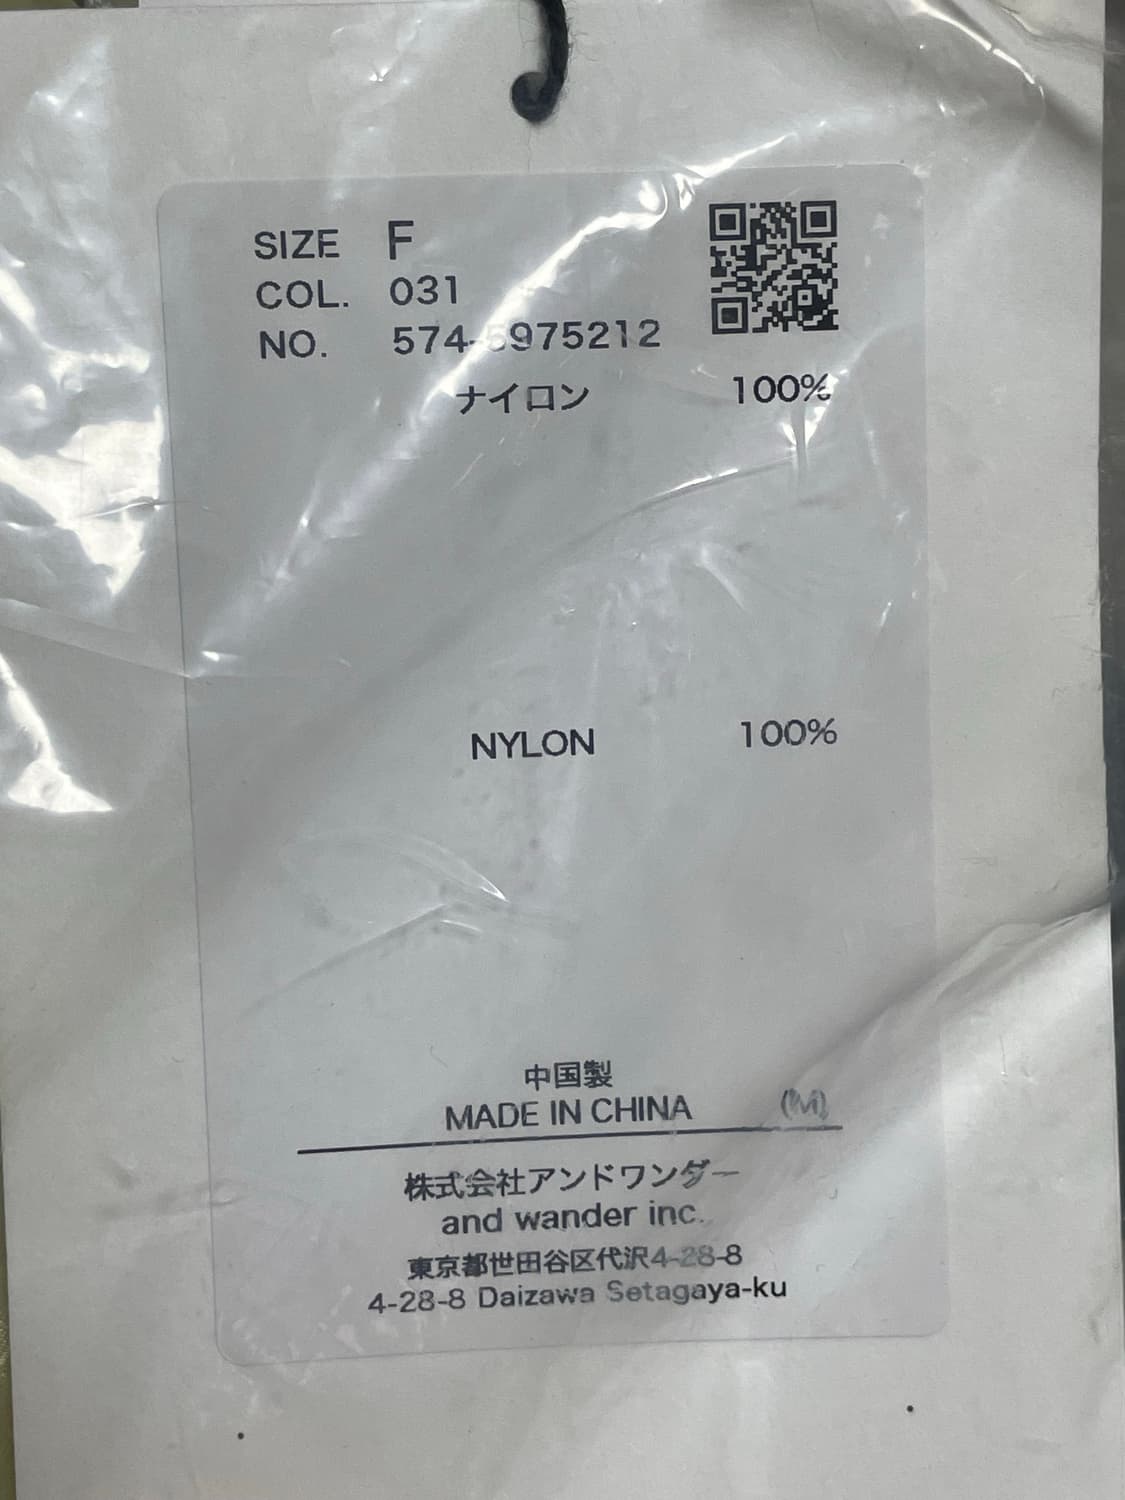 SIZE F
COL. 031
NO. 574-5975212
ナイロン 100%
NYLON 100%
中国製
MADE IN CHINA (M)
株式会社アンドワンダー
and wander inc.
東京都世田谷区代沢4-28-8
4-28-8 Daizawa Setagaya-ku